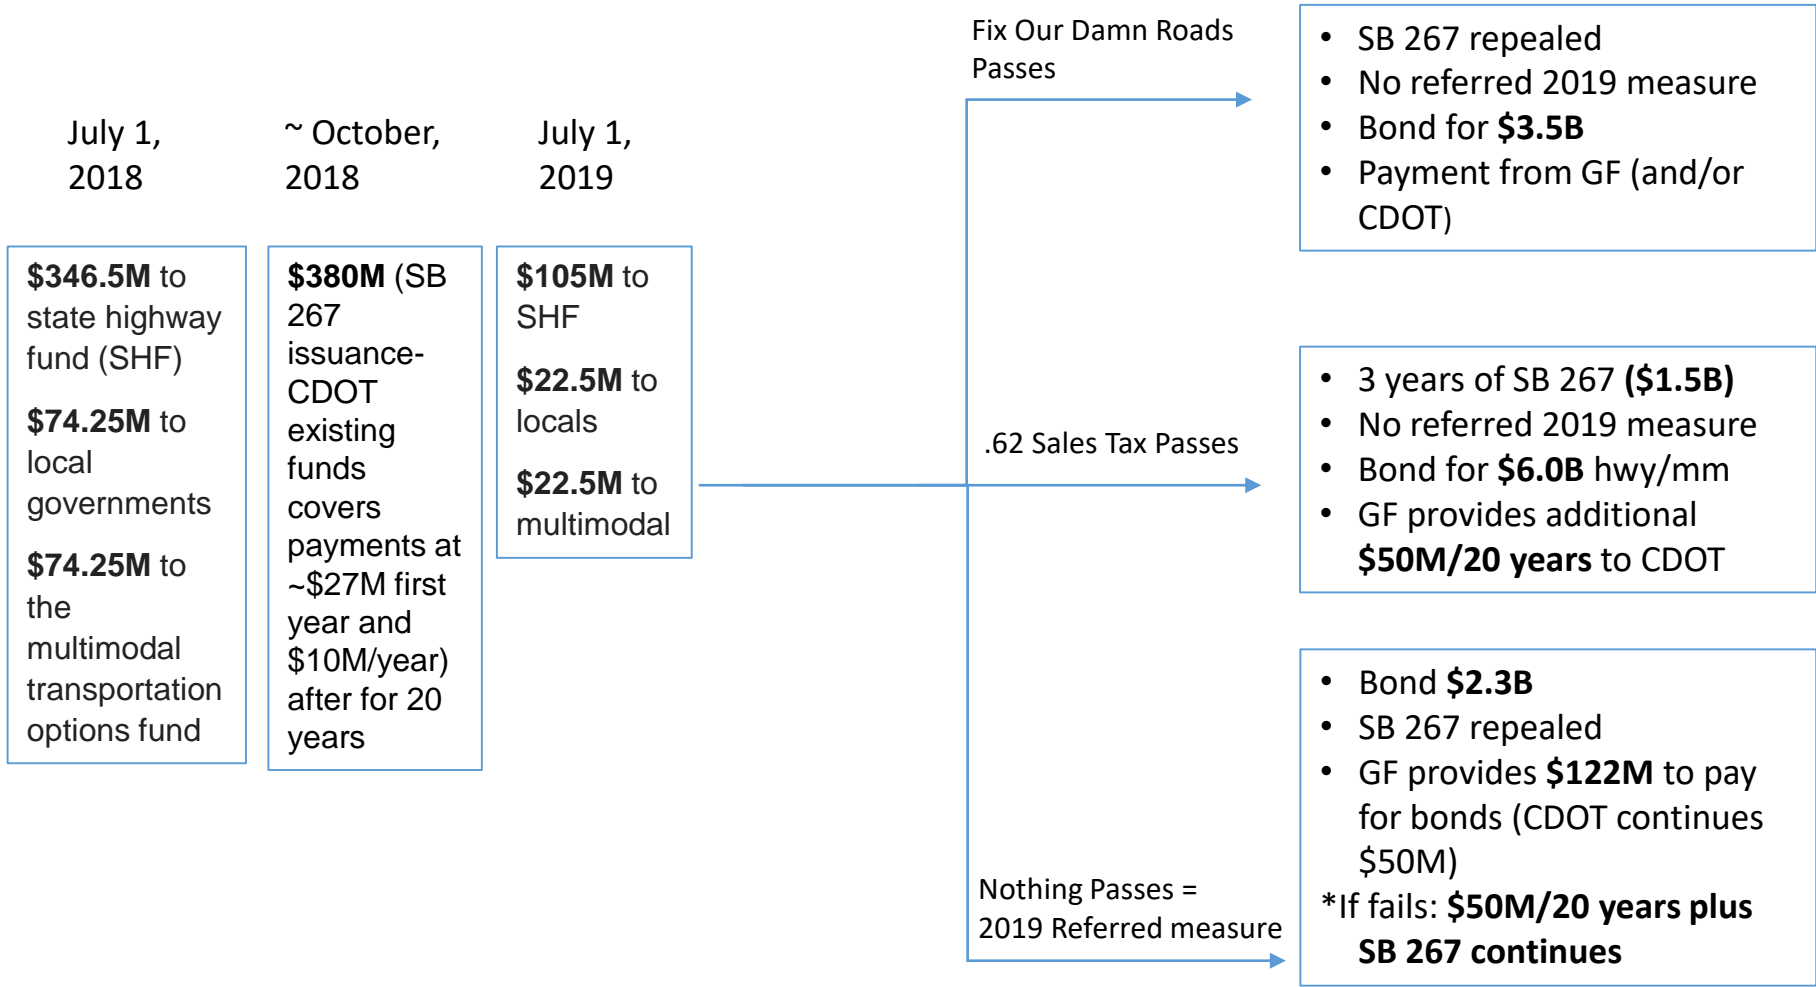 July 1,
2018
~ October,
2018
July 1,
2019
$346.5M to
state highway
fund (SHF)
$74.25M to
local
governments
$74.25M to
the
multimodal
transportation
options fund
$380M (SB
267
issuance-
CDOT
existing
funds
covers
payments at
~$27M first
year and
$10M/year)
after for 20
years
$105M to
SHF
$22.5M to
locals
$22.5M to
multimodal
Fix Our Damn Roads
Passes
• SB 267 repealed
• No referred 2019 measure
• Bond for $3.5B
• Payment from GF (and/or
CDOT)
.62 Sales Tax Passes
• 3 years of SB 267 ($1.5B)
• No referred 2019 measure
• Bond for $6.0B hwy/mm
• GF provides additional
$50M/20 years to CDOT
Nothing Passes =
2019 Referred measure
• Bond $2.3B
• SB 267 repealed
• GF provides $122M to pay
for bonds (CDOT continues
$50M)
*If fails: $50M/20 years plus
SB 267 continues